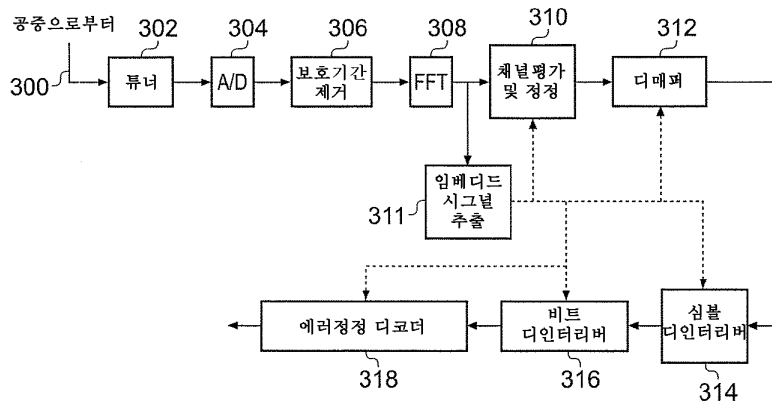 공중으로부터
300
302
튜너
304
A/D
306
보호기간
제거
308
FFT
310
채널평가
및 정정
312
디매퍼
311
임베디드
시그널
추출
에러정정 디코더
318
비트
디인터리버
316
심볼
디인터리버
314